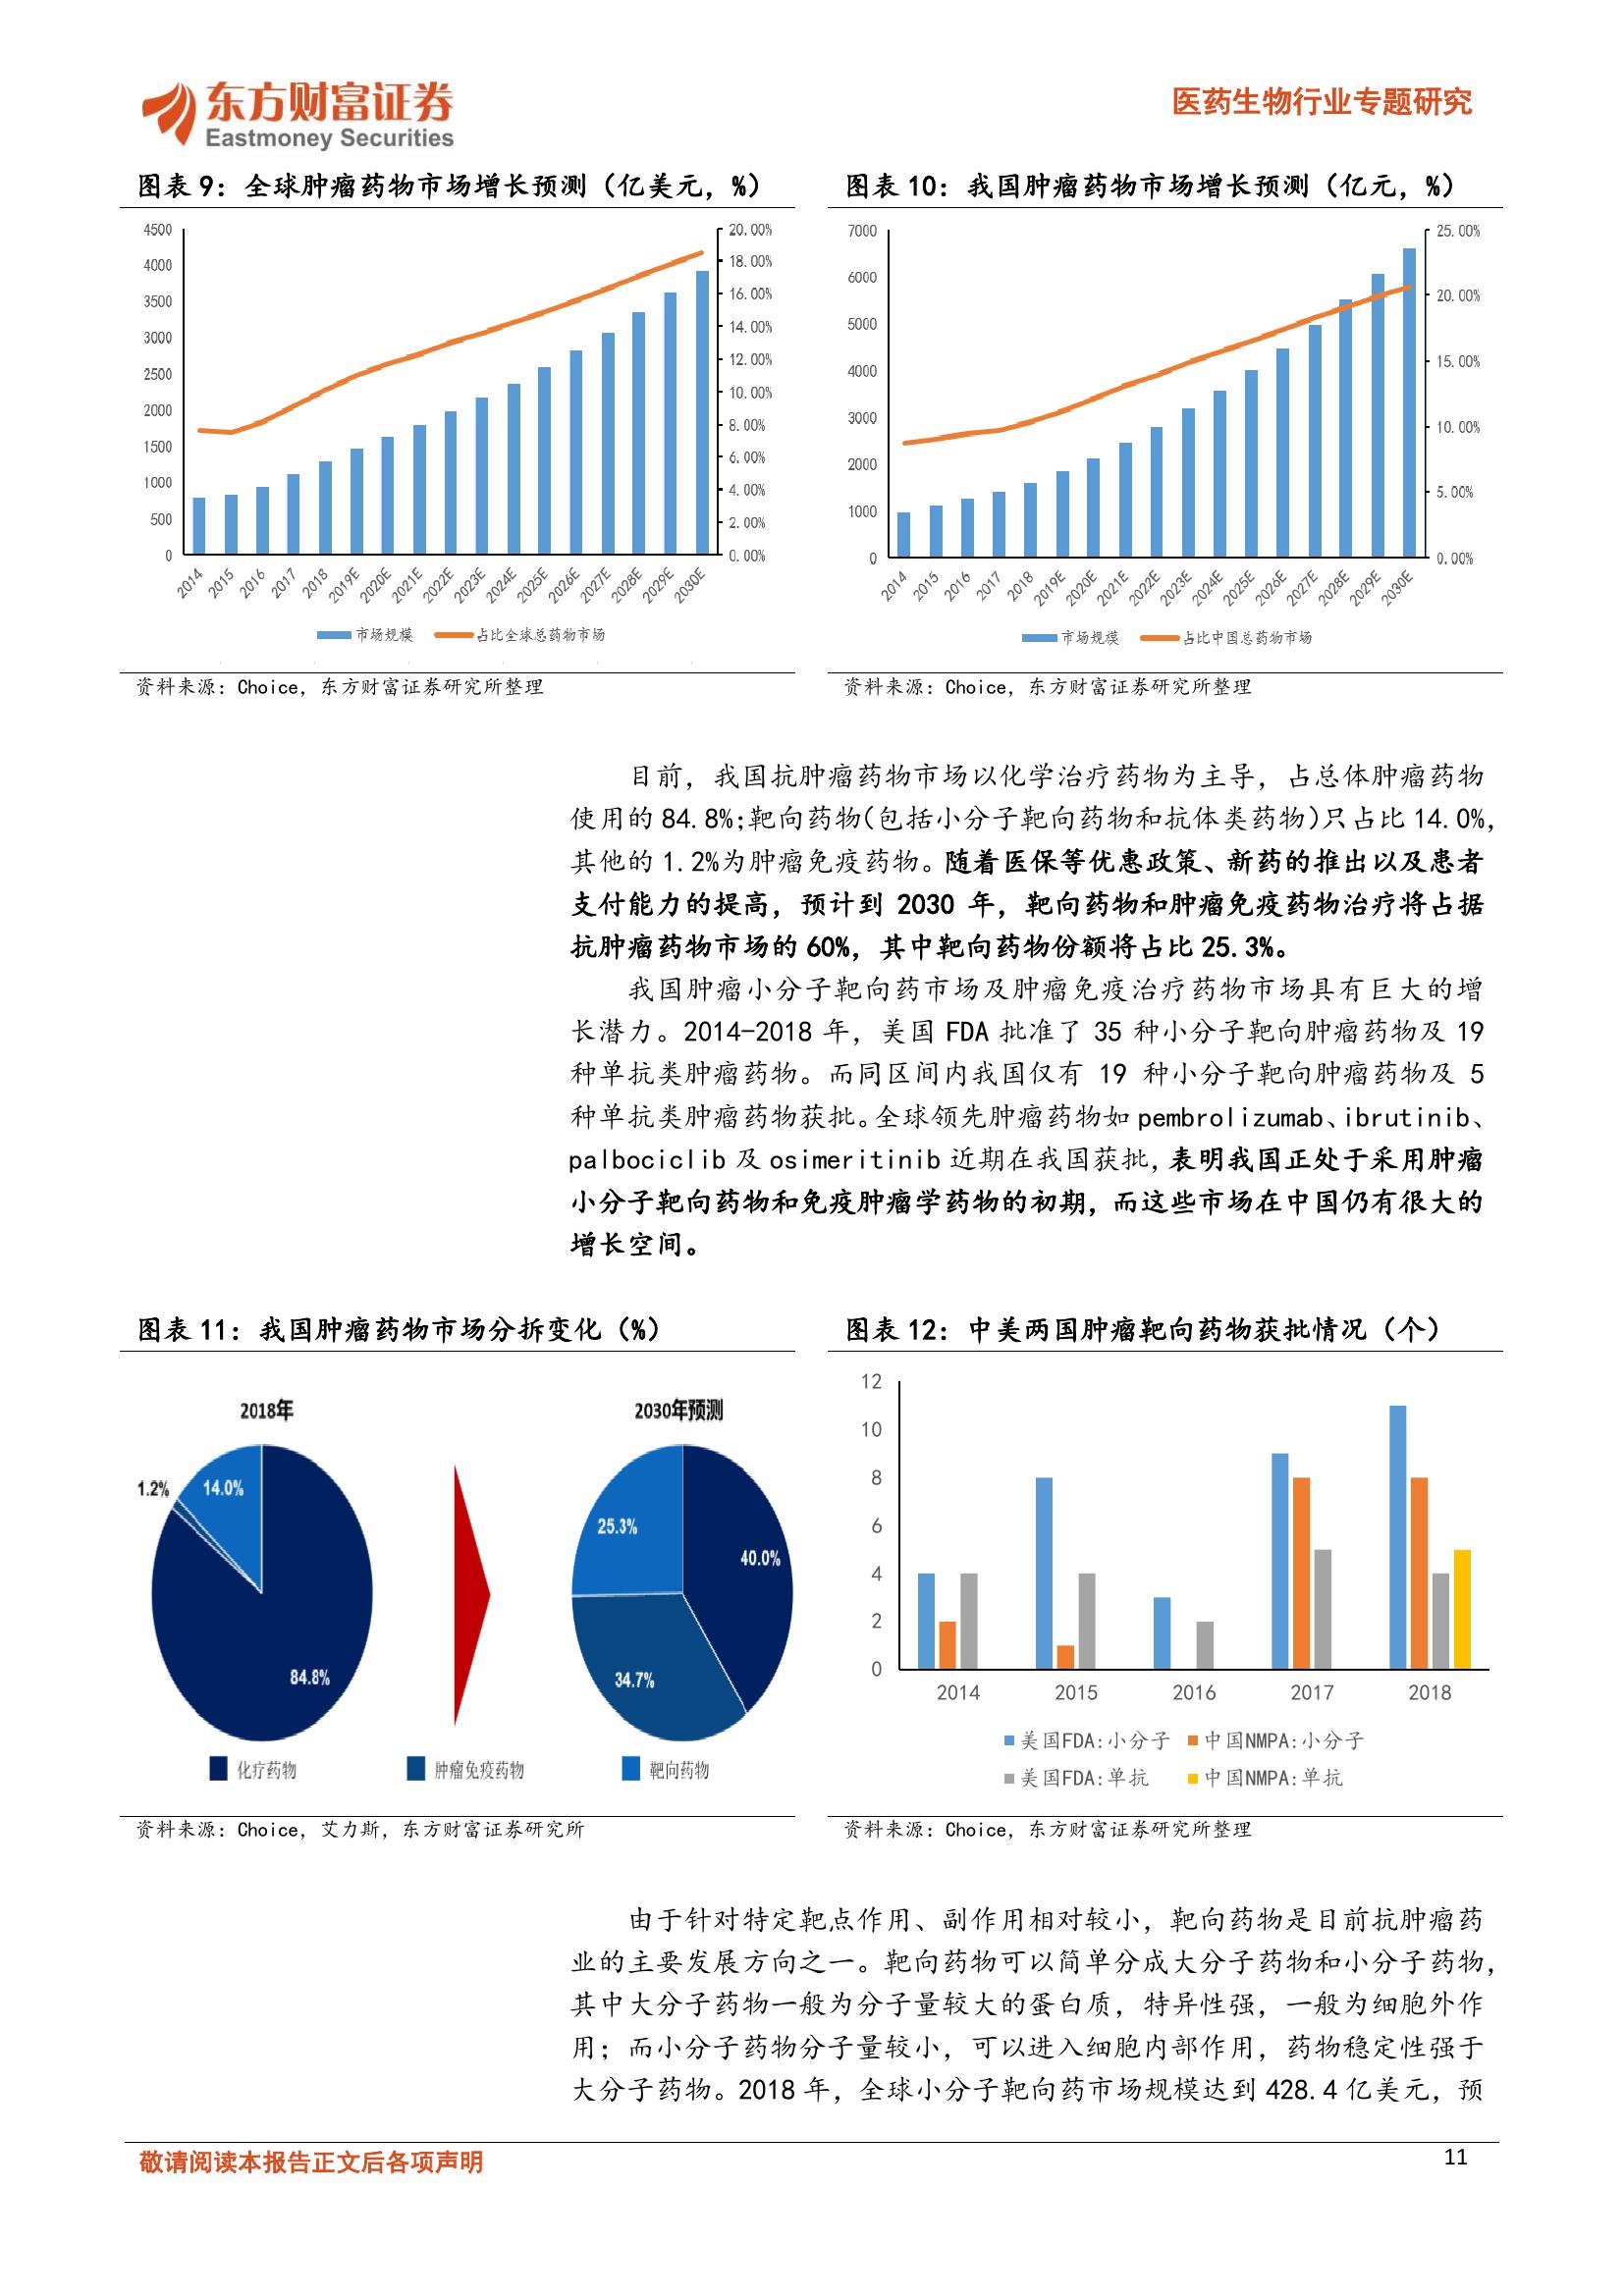 东方财富证券
Eastmoney Securities
医药生物行业专题研究
图表 9：全球肿瘤药物市场增长预测（亿美元，%）
4500
4000
3500
3000
2500
2000
1500
1000
500
0
20.00%
18.00%
16.00%
14.00%
12.00%
10.00%
8.00%
6.00%
4.00%
2.00%
0.00%
2014 2015 2016 2017 2018 2019E 2020E 2021E 2022E 2023E 2024E 2025E 2026E 2027E 2028E 2029E 2030E
市场规模 占比全球总药物市场
资料来源：Choice，东方财富证券研究所整理
图表 10：我国肿瘤药物市场增长预测（亿元，%）
7000
6000
5000
4000
3000
2000
1000
0
25.00%
20.00%
15.00%
10.00%
5.00%
0.00%
2014 2015 2016 2017 2018 2019E 2020E 2021E 2022E 2023E 2024E 2025E 2026E 2027E 2028E 2029E 2030E
市场规模 占比中国总药物市场
资料来源：Choice，东方财富证券研究所整理
目前，我国抗肿瘤药物市场以化学治疗药物为主导，占总体肿瘤药物
使用的 84.8%;靶向药物(包括小分子靶向药物和抗体类药物)只占比 14.0%,
其他的 1.2%为肿瘤免疫药物。随着医保等优惠政策、新药的推出以及患者
支付能力的提高，预计到 2030 年，靶向药物和肿瘤免疫药物治疗将占据
抗肿瘤药物市场的 60%，其中靶向药物份额将占比 25.3%。
我国肿瘤小分子靶向药市场及肿瘤免疫治疗药物市场具有巨大的增
长潜力。2014-2018 年，美国 FDA 批准了 35 种小分子靶向肿瘤药物及 19
种单抗类肿瘤药物。而同区间内我国仅有 19 种小分子靶向肿瘤药物及 5
种单抗类肿瘤药物获批。全球领先肿瘤药物如 pembrolizumab、ibrutinib、
palbociclib 及 osimeritinib 近期在我国获批，表明我国正处于采用肿瘤
小分子靶向药物和免疫肿瘤学药物的初期，而这些市场在中国仍有很大的
增长空间。
图表 11：我国肿瘤药物市场分拆变化（%）
2018年
1.2%
14.0%
84.8%
2030年预测
25.3%
40.0%
34.7%
化疗药物 肿瘤免疫药物 靶向药物
资料来源：Choice，艾力斯，东方财富证券研究所
图表 12：中美两国肿瘤靶向药物获批情况（个）
12
10
8
6
4
2
0
2014 2015 2016 2017 2018
美国FDA:小分子 中国NMPA:小分子
美国FDA:单抗 中国NMPA:单抗
资料来源：Choice，东方财富证券研究所整理
由于针对特定靶点作用、副作用相对较小，靶向药物是目前抗肿瘤药
业的主要发展方向之一。靶向药物可以简单分成大分子药物和小分子药物，
其中大分子药物一般为分子量较大的蛋白质，特异性强，一般为细胞外作
用；而小分子药物分子量较小，可以进入细胞内部作用，药物稳定性强于
大分子药物。2018 年，全球小分子靶向药市场规模达到 428.4 亿美元，预
敬请阅读本报告正文后各项声明
11